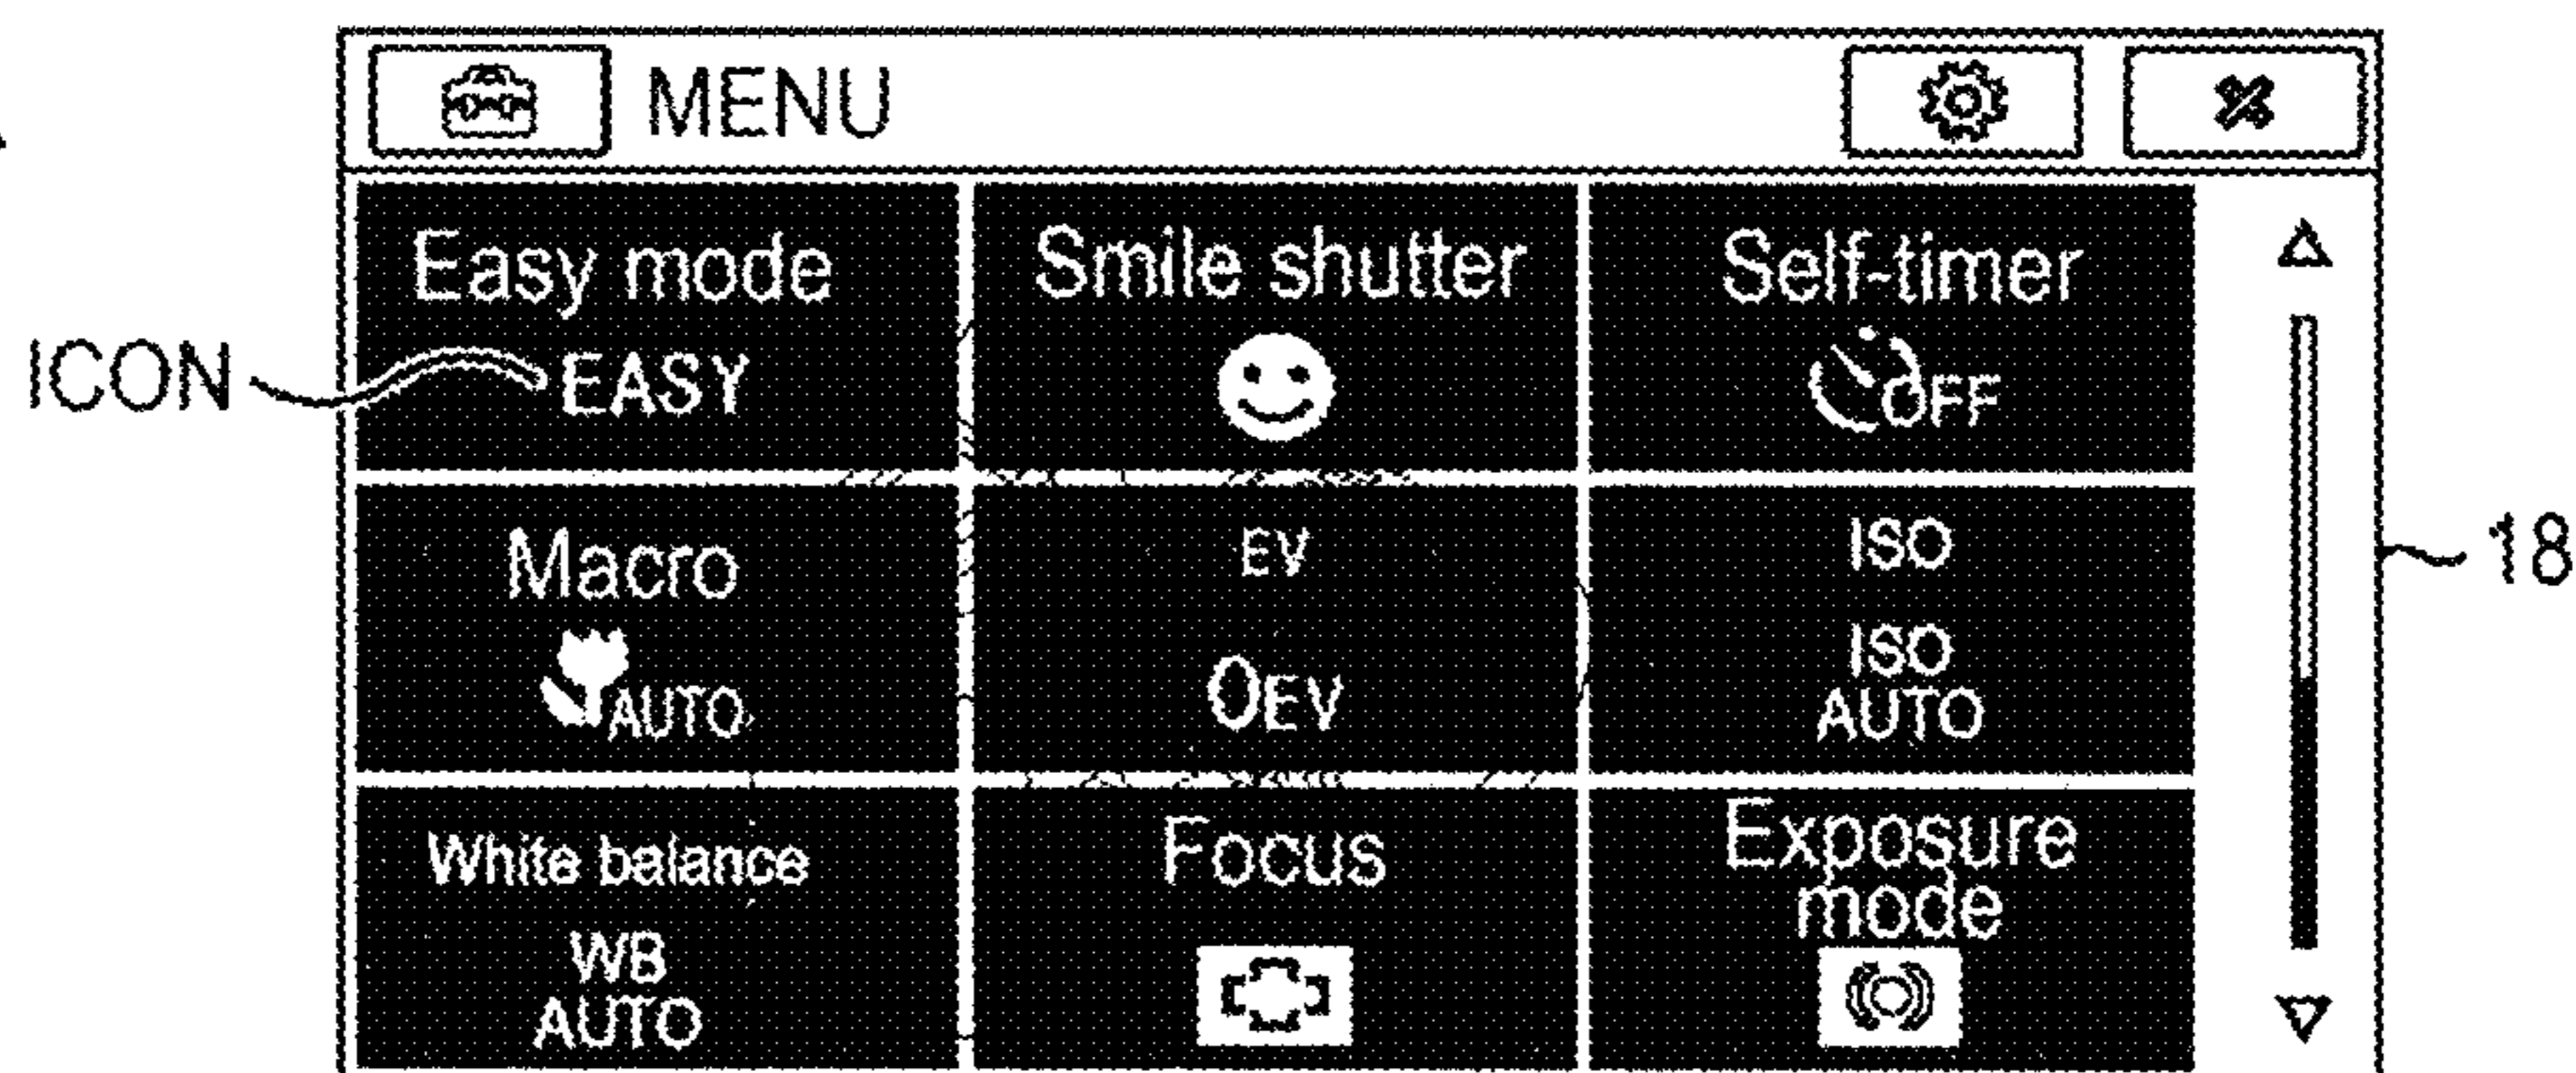 MENU
Easy mode
Smile shutter
Self-timer
ICON
EASY
OFF
Macro
EV
ISO
18
AUTO
0EV
ISO
AUTO
White balance
Focus
Exposure
mode
WB
AUTO